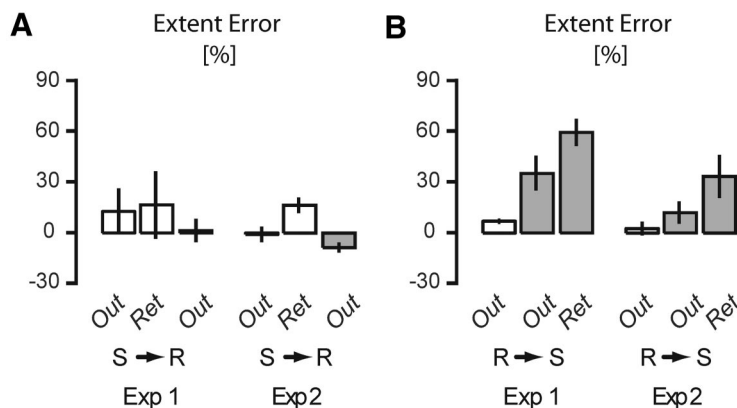 A
Extent Error
[%]
90
60
30
0
-30
Out Ret Out Out Ret Out
S → R S → R
Exp 1 Exp2
B
Extent Error
[%]
90
60
30
0
-30
Out Out Ret Out Out Ret
R → S R → S
Exp 1 Exp2